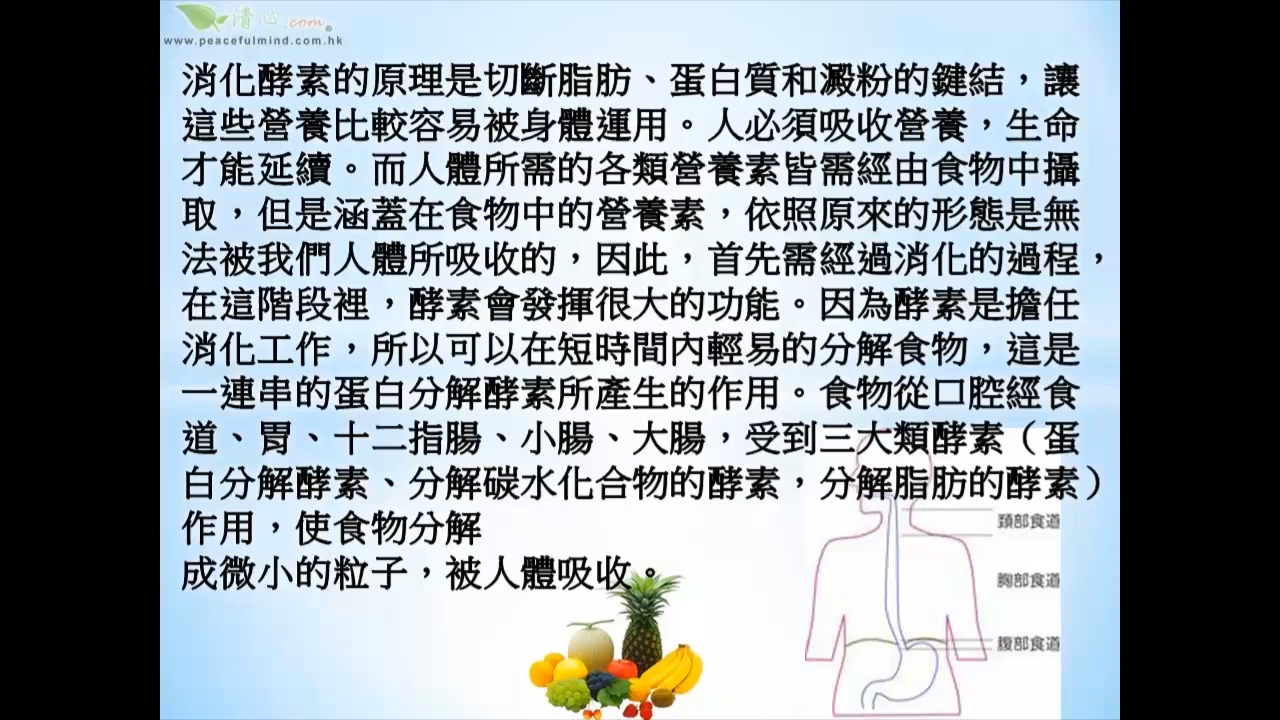 清心.com
www.peacefulmind.com.hk
消化酵素的原理是切斷脂肪、蛋白質和澱粉的鍵結，讓
這些營養比較容易被身體運用。人必須吸收營養，生命
才能延續。而人體所需的各類營養素皆需經由食物中攝
取，但是涵蓋在食物中的營養素，依照原來的形態是無
法被我們人體所吸收的，因此，首先需經過消化的過程，
在這階段裡，酵素會發揮很大的功能。因為酵素是擔任
消化工作，所以可以在短時間內輕易的分解食物，這是
一連串的蛋白分解酵素所產生的作用。食物從口腔經食
道、胃、十二指腸、小腸、大腸，受到三大類酵素（蛋
白分解酵素、分解碳水化合物的酵素，分解脂肪的酵素）
作用，使食物分解
成微小的粒子，被人體吸收。
頚部食道
胸部食道
腹部食道